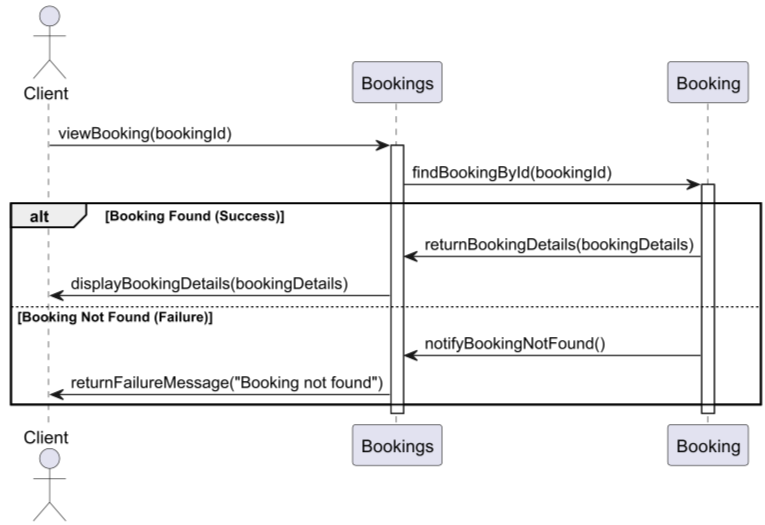 Client
Bookings
Booking
viewBooking(bookingId)
findBookingById(bookingId)
alt
[Booking Found (Success)]
returnBookingDetails(bookingDetails)
displayBookingDetails(bookingDetails)
[Booking Not Found (Failure)]
notifyBookingNotFound()
returnFailureMessage("Booking not found")
Client
Bookings
Booking